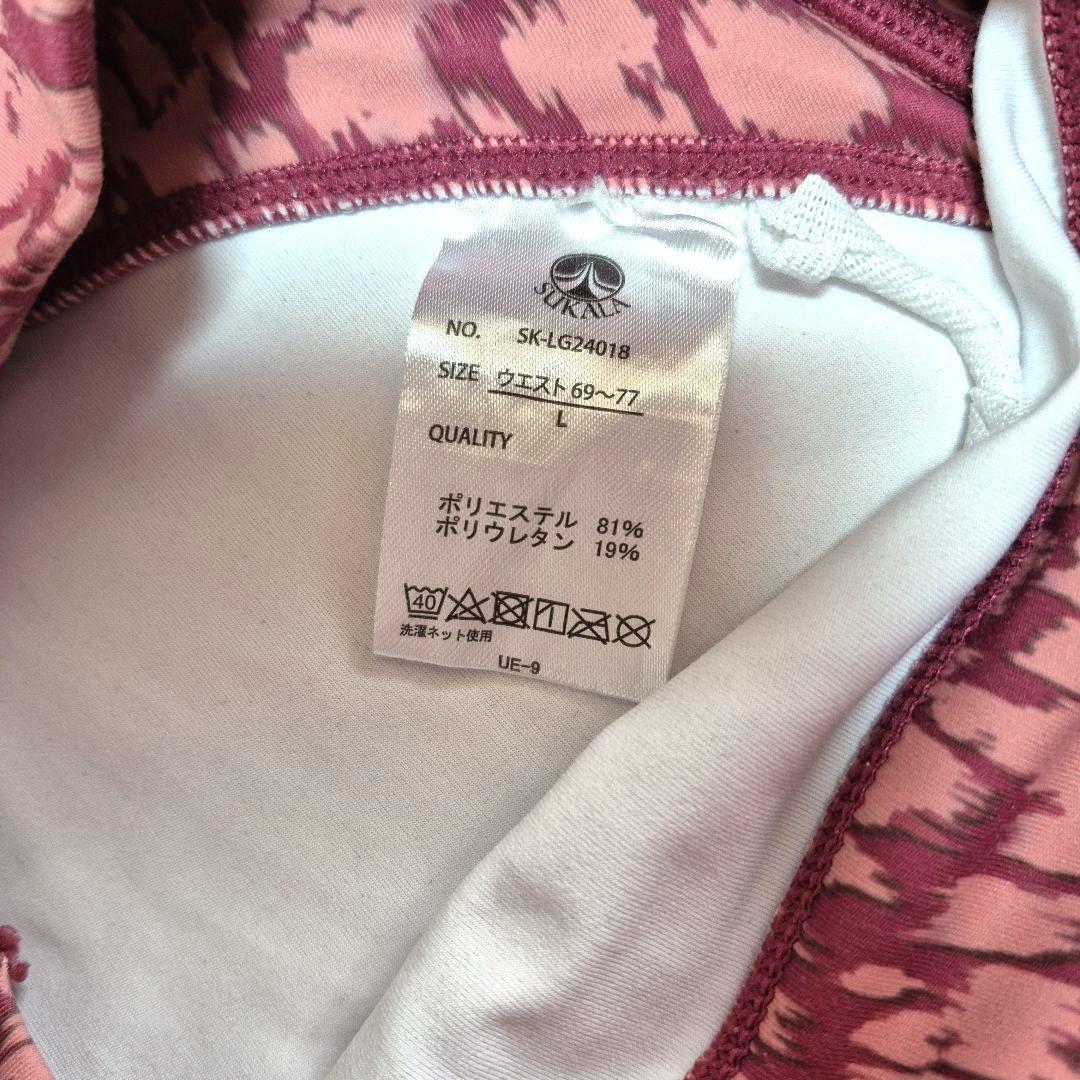 SUKALA
NO. SK-LG24018
SIZE ウエスト 69～77
L
QUALITY
ポリエステル 81%
ポリウレタン 19%
40
洗濯ネット使用
UE-9